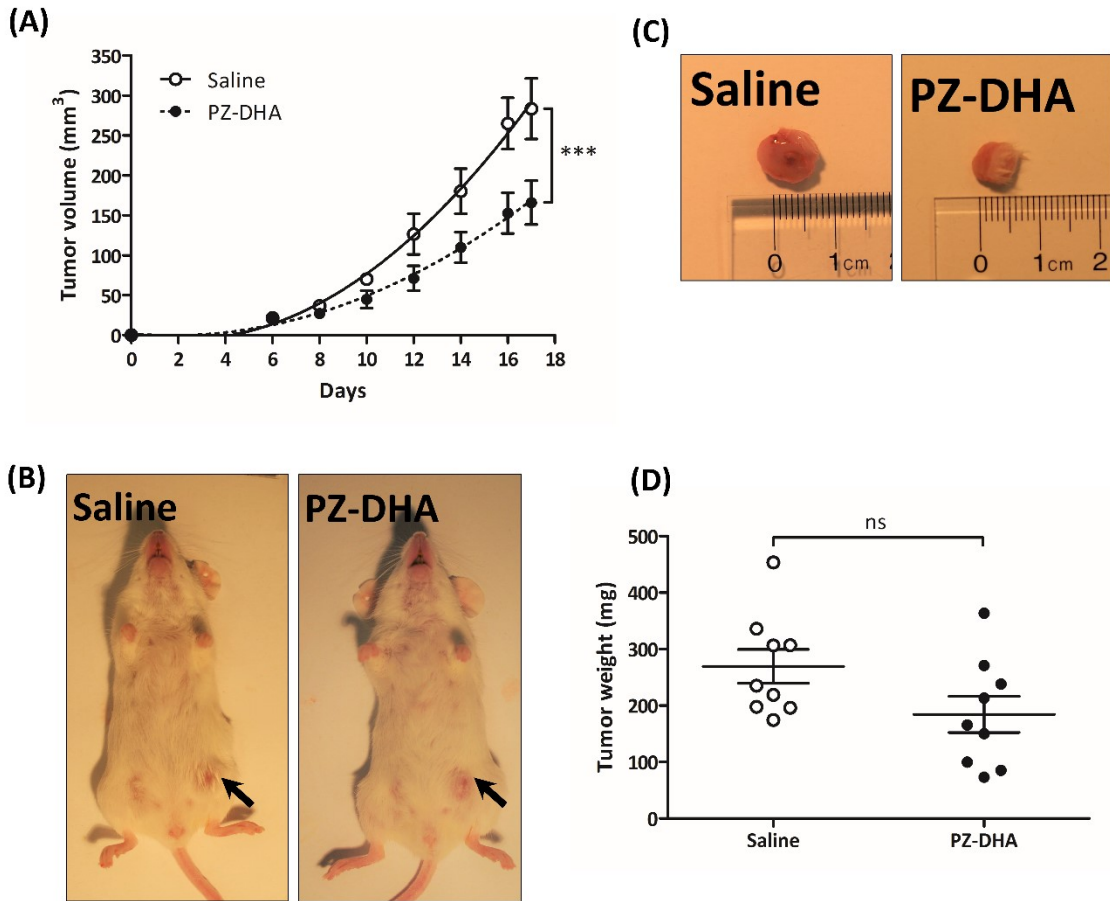 (A)
350
300
250
200
150
100
50
0
Tumor volume (mm³)
Saline
PZ-DHA
***
0 2 4 6 8 10 12 14 16 18
Days
(C)
Saline
0 1cm 2
PZ-DHA
0 1cm 2
(B)
Saline
PZ-DHA
(D)
500
400
300
200
100
0
Tumor weight (mg)
ns
Saline PZ-DHA